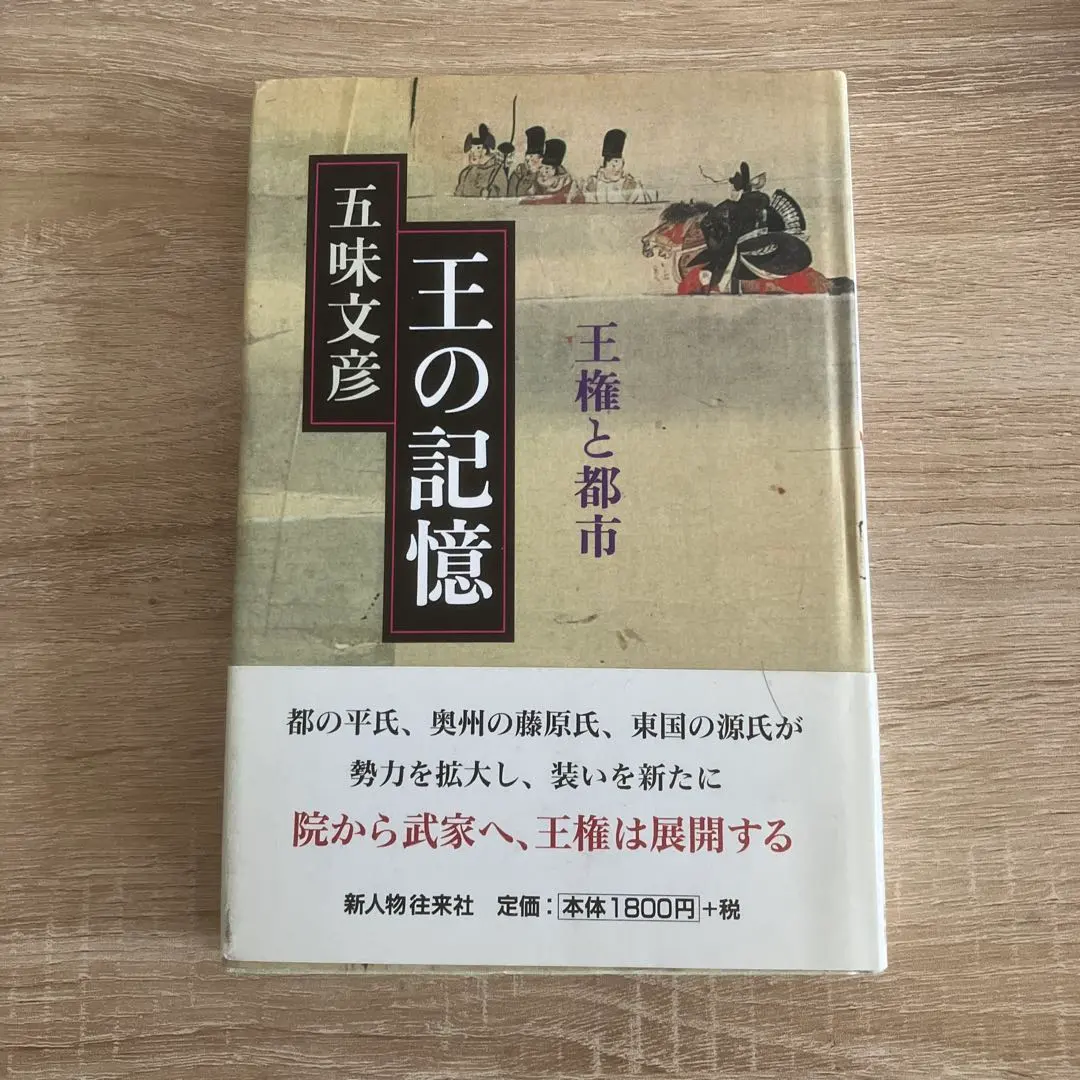 五味文彦
王の記憶
王権と都市
都の平氏、奥州の藤原氏、東国の源氏が
勢力を拡大し、装いを新たに
院から武家へ、王権は展開する
新人物往来社 定価：本体1800円+税